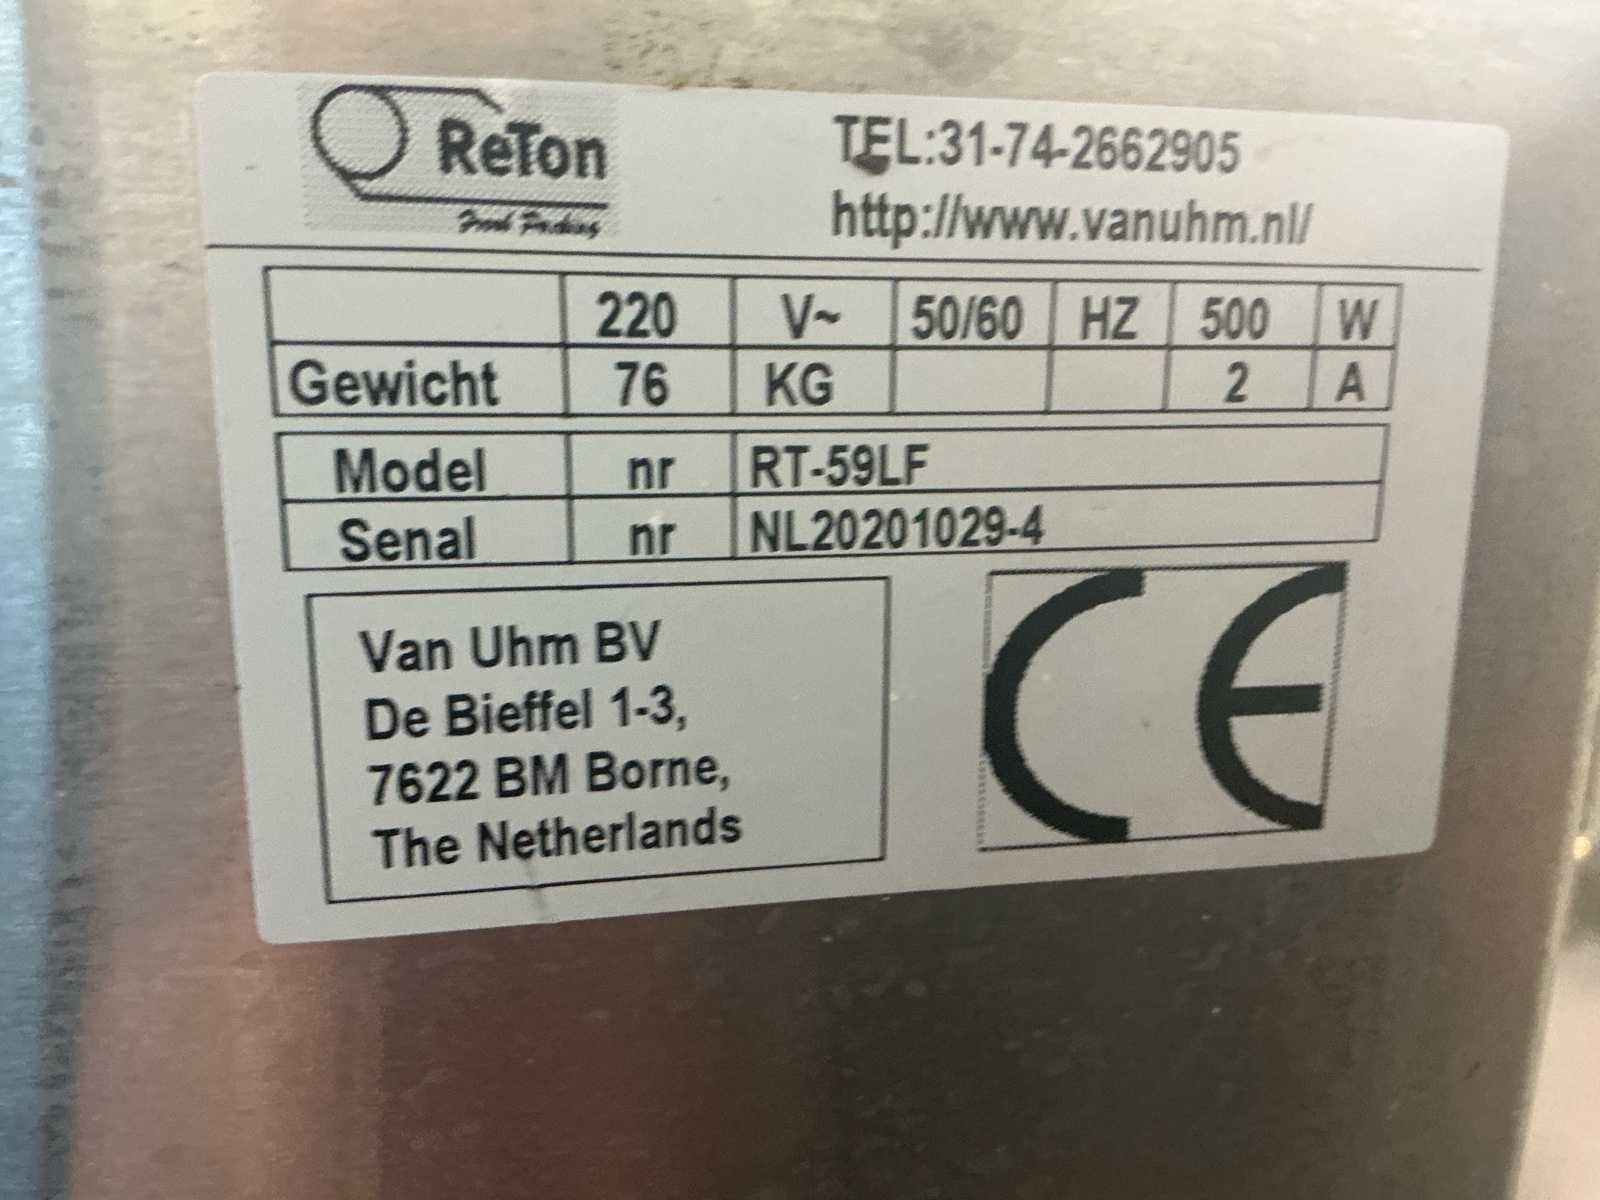 ReTon
TEL:31-74-2662905
http://www.vanuhm.nl/
220 V~ 50/60 HZ 500 W
Gewicht 76 KG 2 A
Model nr RT-59LF
Senal nr NL20201029-4
Van Uhm BV
De Bieffel 1-3,
7622 BM Borne,
The Netherlands
CE